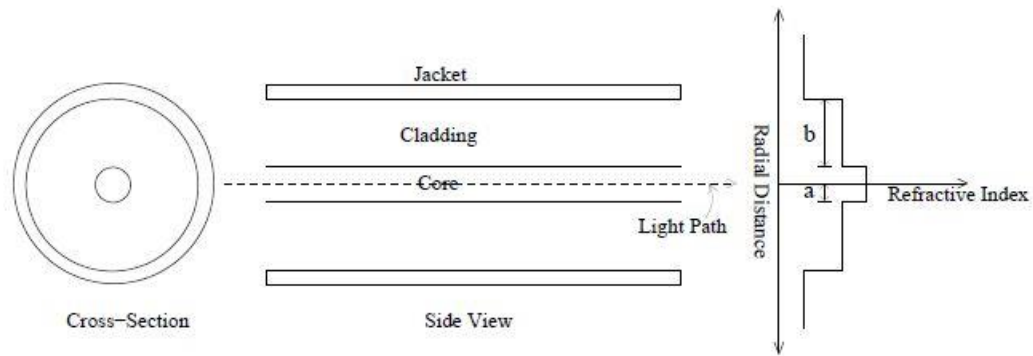 Jacket
Cladding
Core
Light Path
Radial Distance
b
a
Refractive Index
Cross-Section
Side View